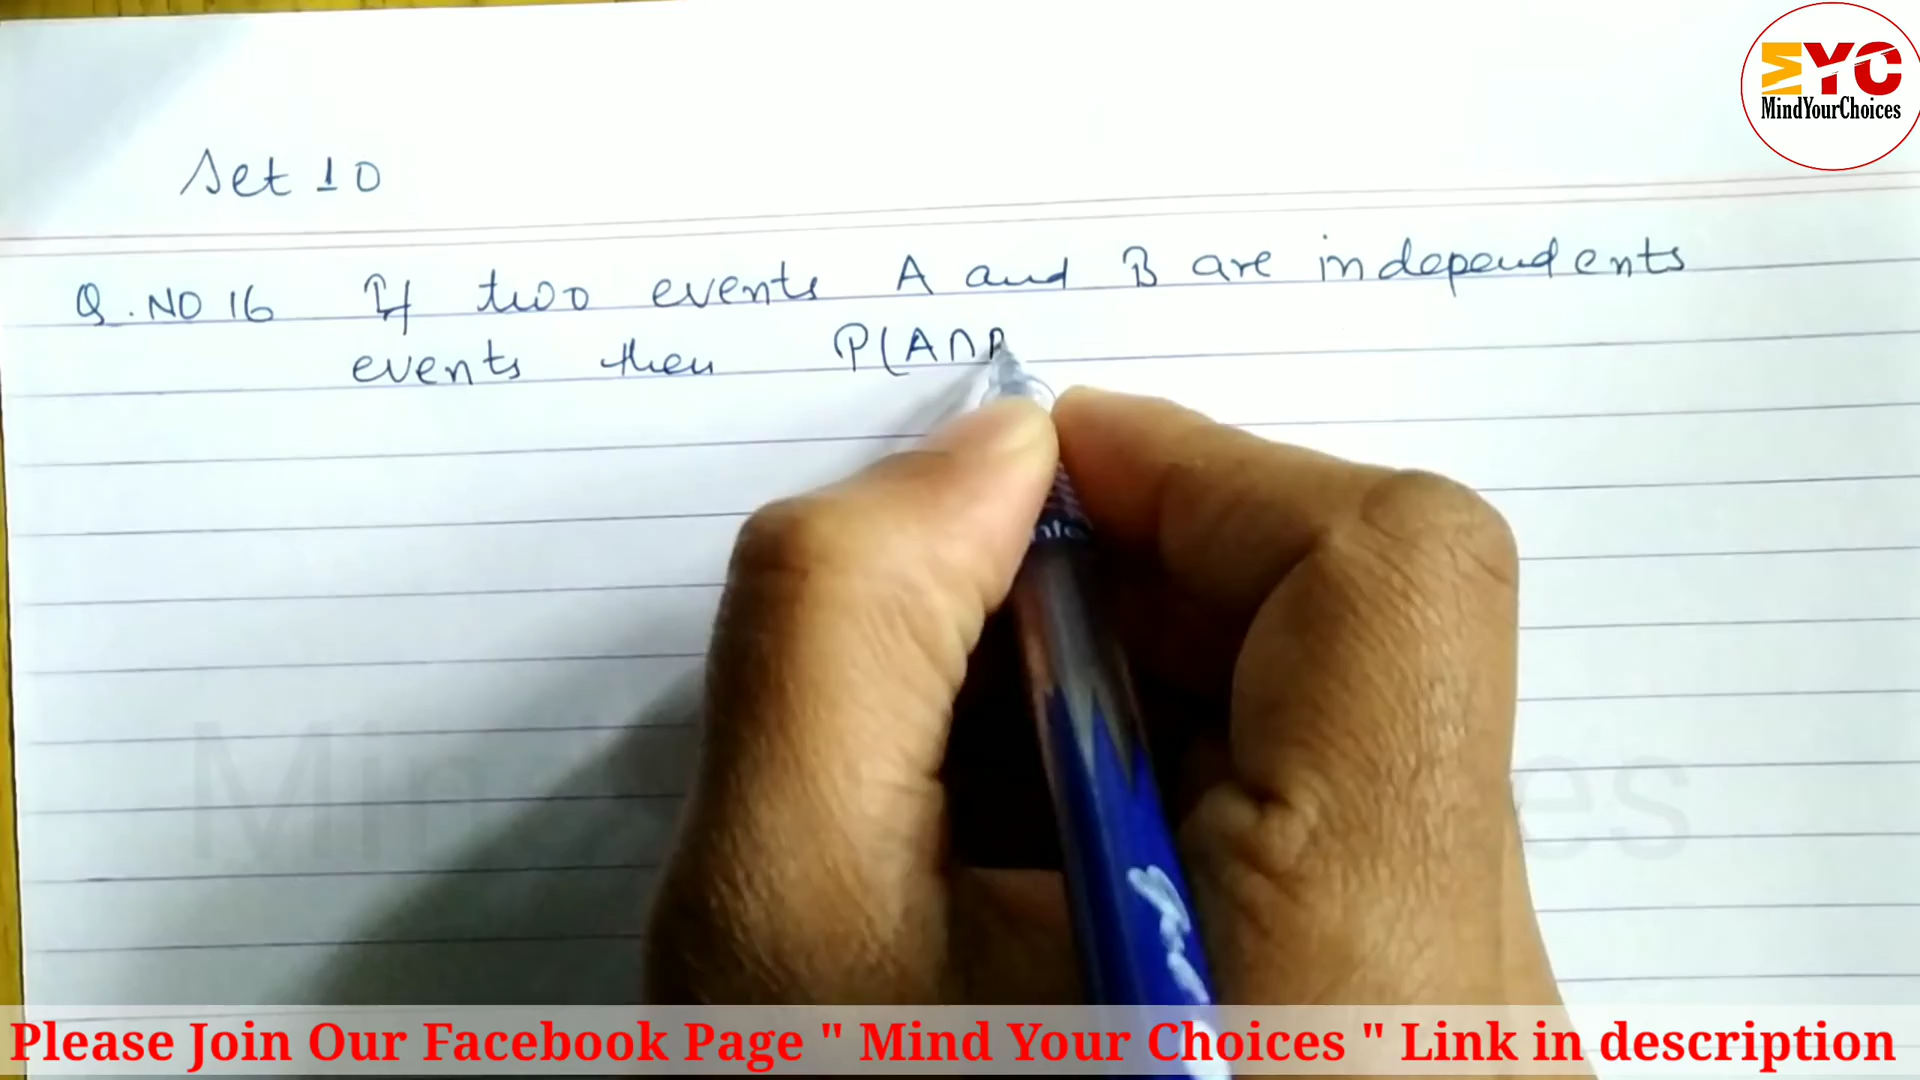 MYC
MindYourChoices
Set 10
Q. NO 16 If two events A and B are independents
events then P(A∩B
Please Join Our Facebook Page " Mind Your Choices " Link in description